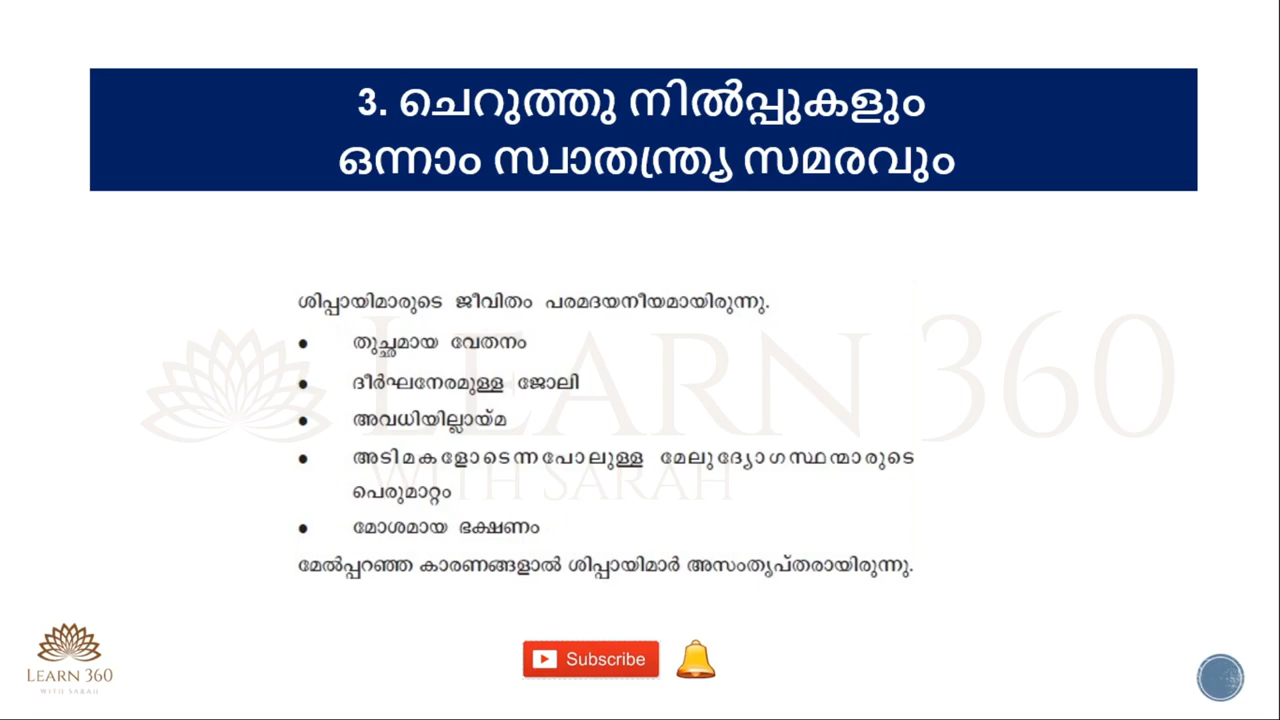 3. ചെറുത്തു നിൽപ്പുകളും
ഒന്നാം സ്വാതന്ത്ര്യ സമരവും
ശിപ്പായിമാരുടെ ജീവിതം പരമദയനീയമായിരുന്നു.
● തുച്ഛമായ വേതനം
● ദീർഘനേരമുള്ള ജോലി
● അവധിയില്ലായ്മ
● അടിമകളോടെന്നപോലുള്ള മേലുദ്യോഗസ്ഥന്മാരുടെ
പെരുമാറ്റം
● മോശമായ ഭക്ഷണം
മേൽപ്പറഞ്ഞ കാരണങ്ങളാൽ ശിപ്പായിമാർ അസംതൃപ്തരായിരുന്നു.
LEARN 360
WITH SARAH
LEARN 360
WITH SARAH
Subscribe